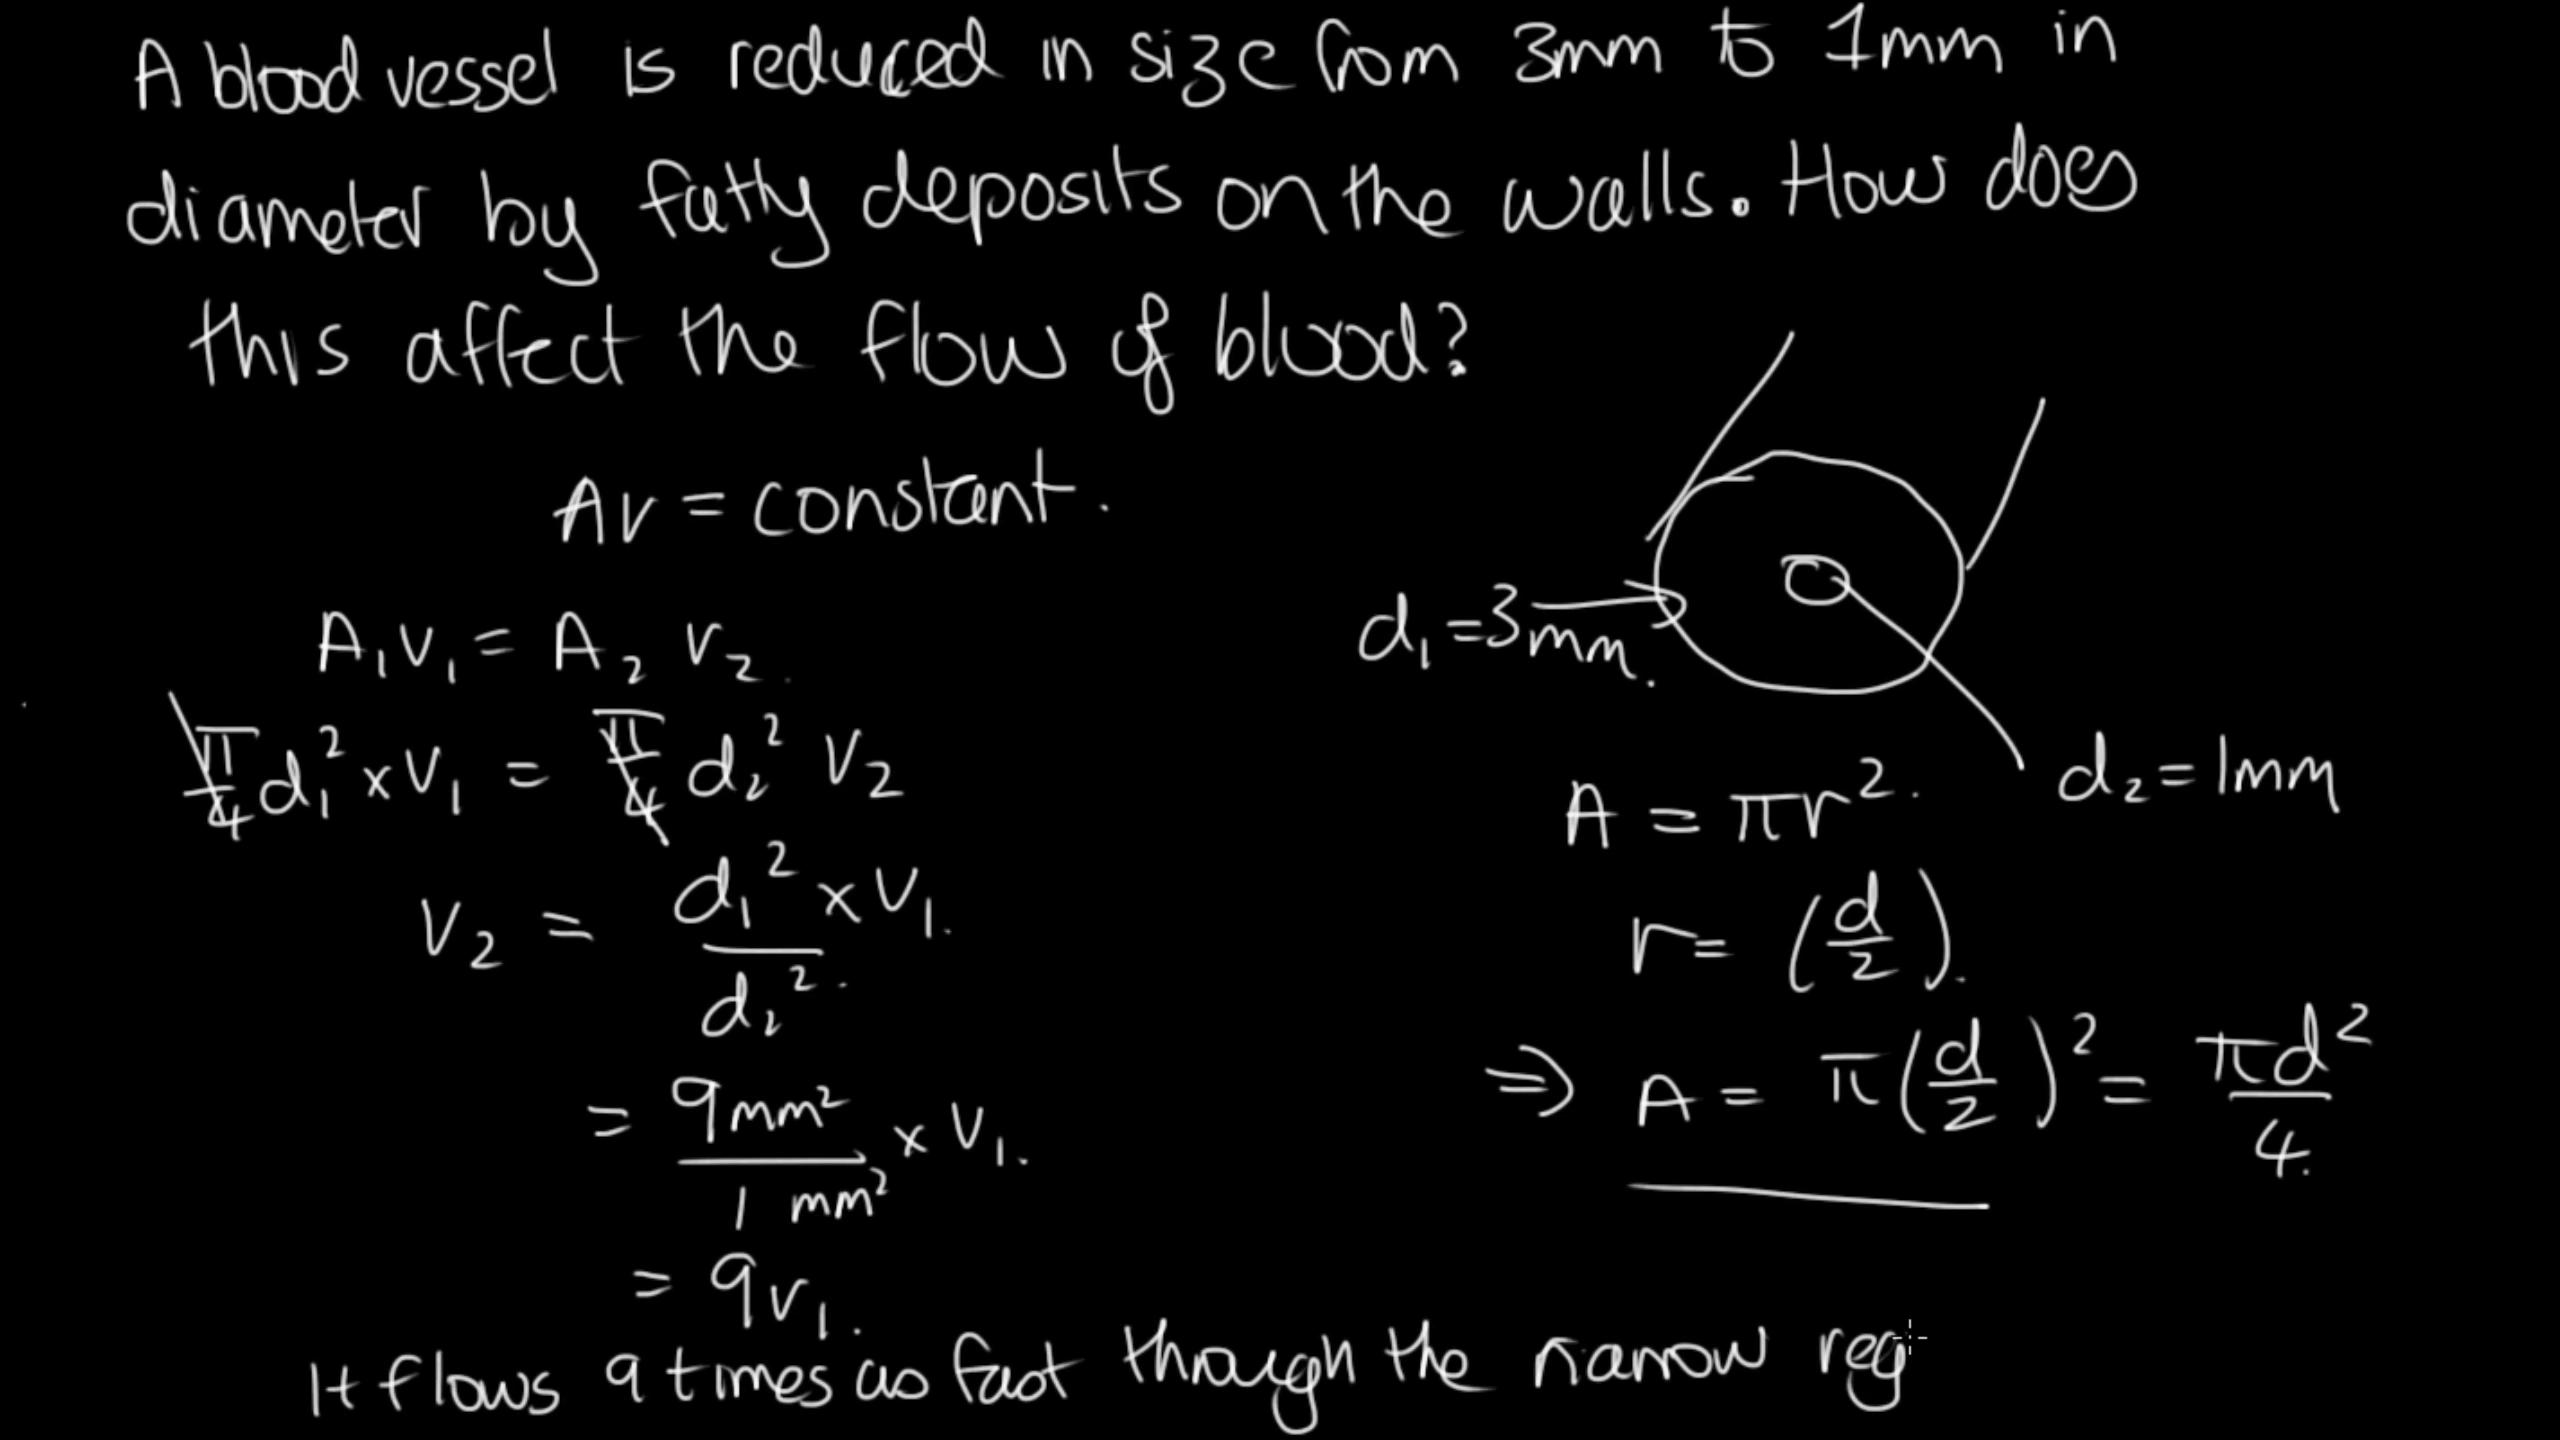 A blood vessel is reduced in size from 3mm to 1mm in
diameter by fatty deposits on the walls. How does
this affect the flow of blood?
Av = constant.
A₁v₁ = A₂ v₂.
π/4 d₁² × v₁ = π/4 d₂² v₂
v₂ = d₁²/d₂² × v₁.
= 9mm²/1 mm² × v₁.
= 9v₁.
d₁ = 3mm.
d₂ = 1mm
A = πr².
r = (d/2).
⇒ A = π(d/2)² = πd²/4.
It flows 9 times as fast through the narrow reg